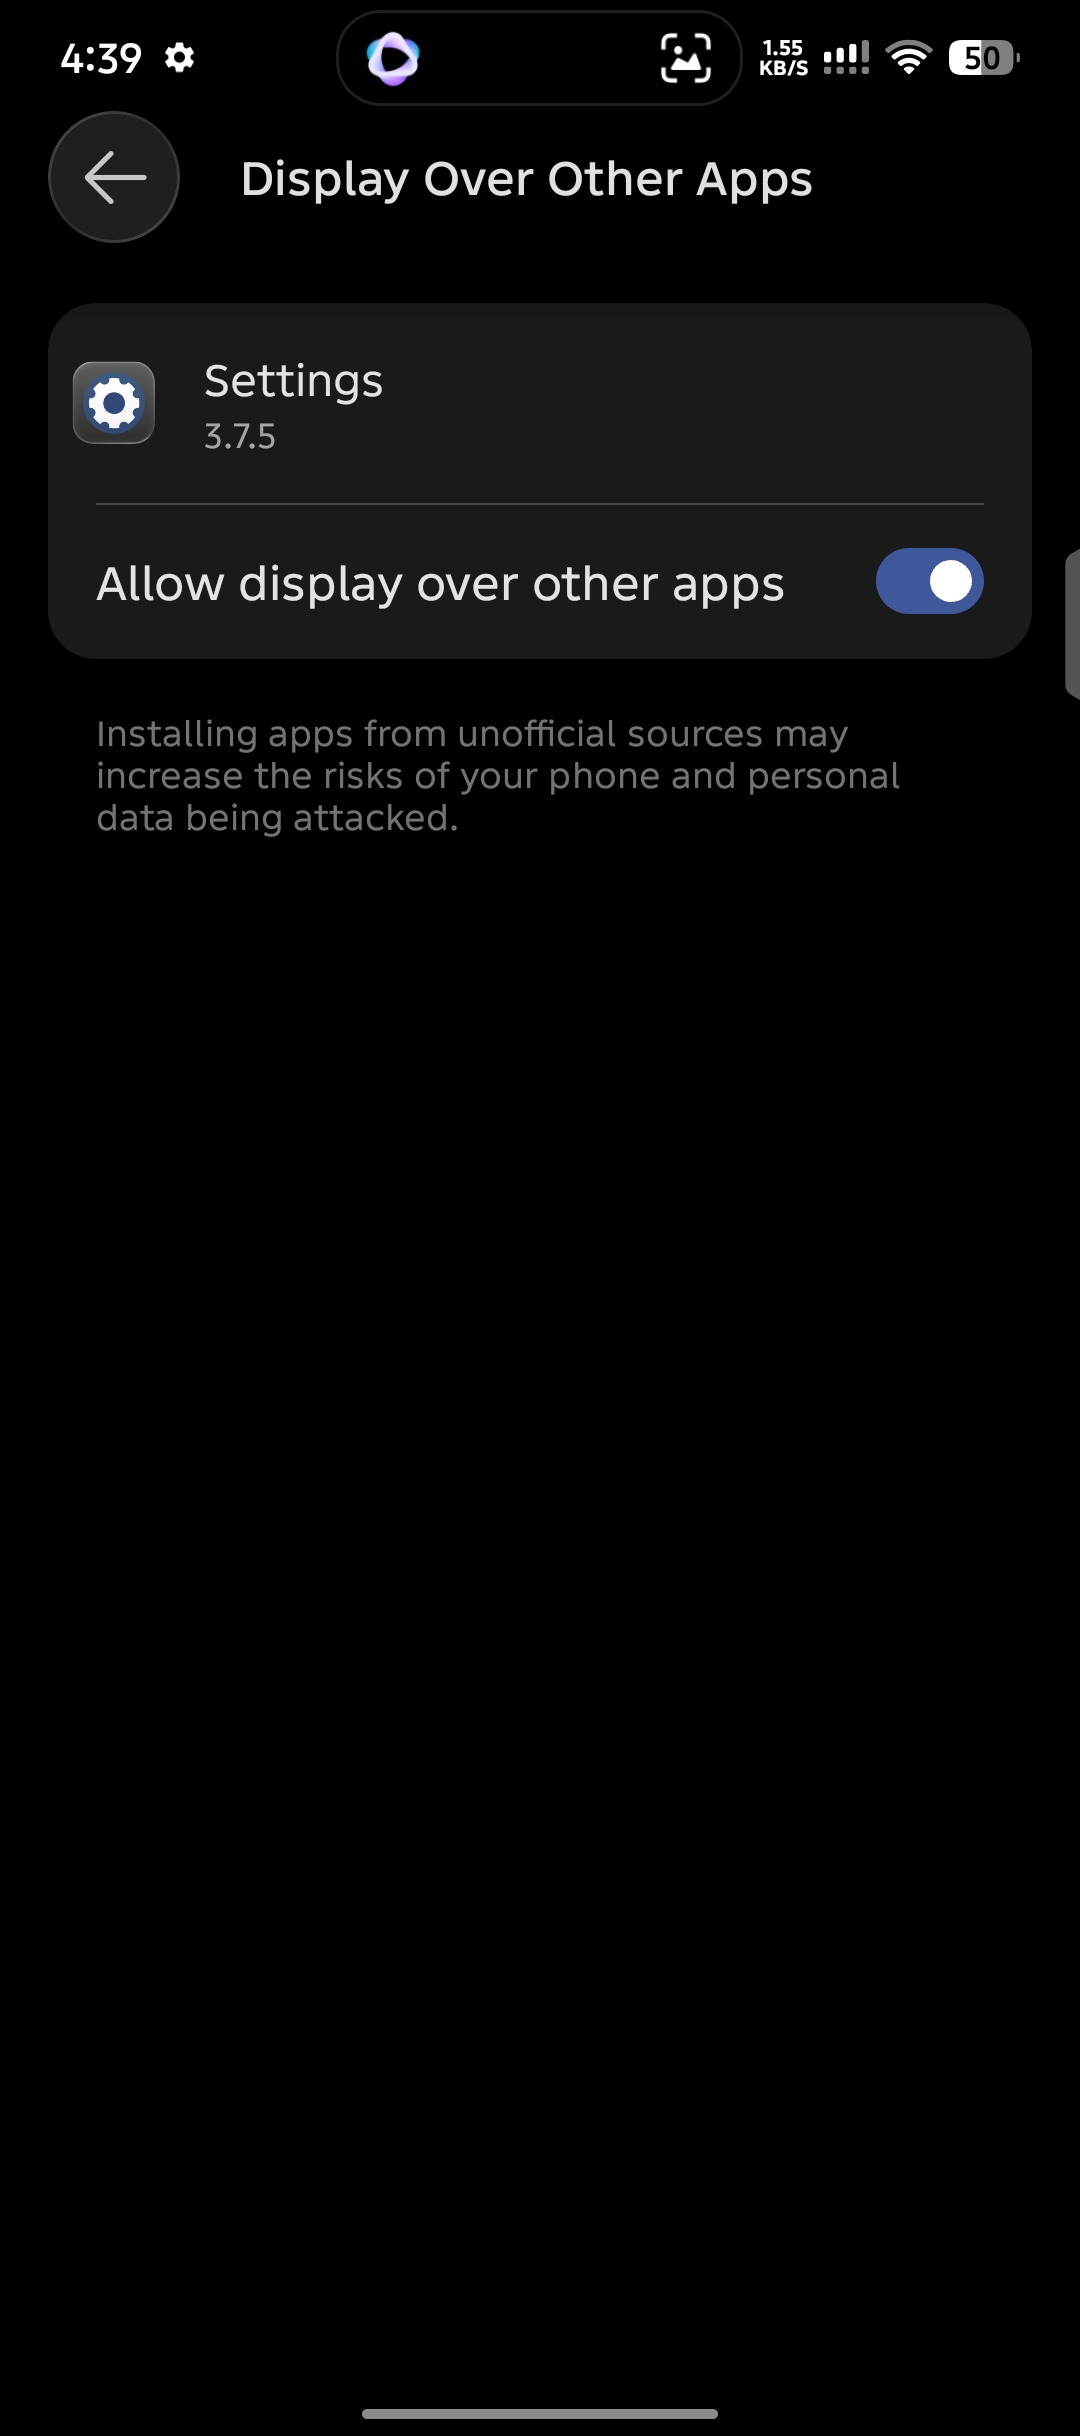 4:39
1.55
KB/S
50
Display Over Other Apps
Settings
3.7.5
Allow display over other apps
Installing apps from unofficial sources may
increase the risks of your phone and personal
data being attacked.